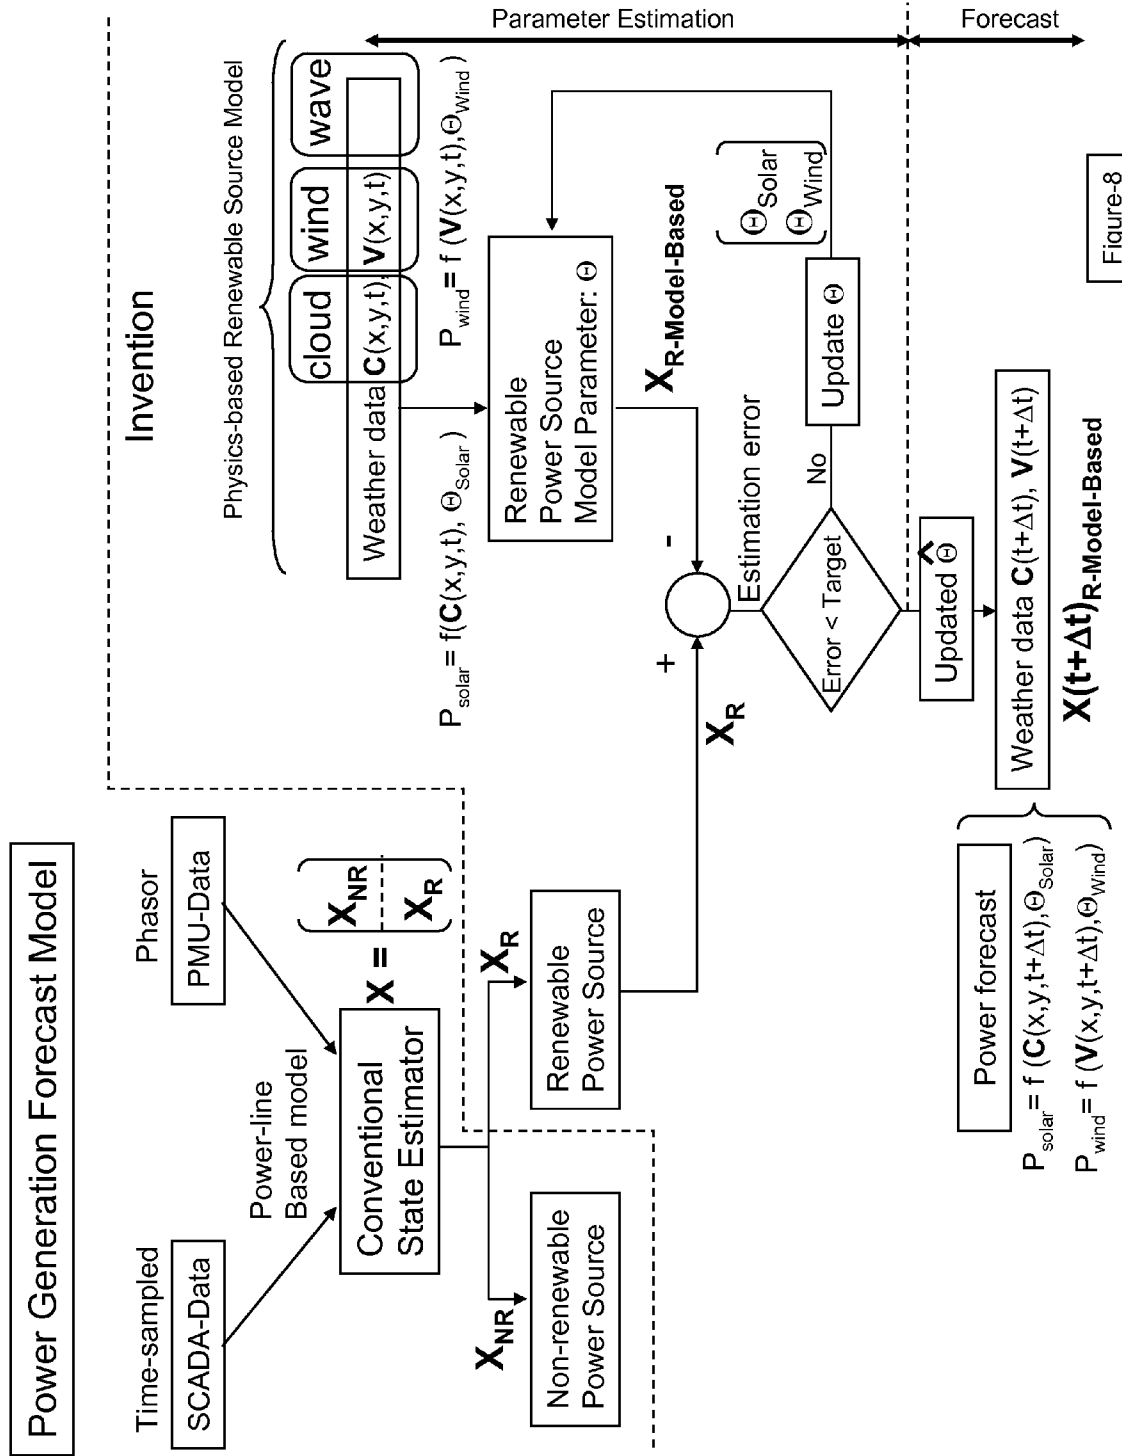 Power Generation Forecast Model
Time-sampled
SCADA-Data
Phasor
PMU-Data
Power-line
Based model
Conventional
State Estimator
X =
X_NR
X_R
X_NR
X_R
Non-renewable
Power Source
Renewable
Power Source
Invention
Physics-based Renewable Source Model
cloud
wind
wave
Weather data C(x,y,t), V(x,y,t)
P_solar = f(C(x,y,t), Θ_Solar)
P_wind = f (V(x,y,t),Θ_Wind)
Renewable
Power Source
Model Parameter: Θ
X_R-Model-Based
X_R
+
-
Estimation error
Error < Target
No
Update Θ
Θ_Solar
Θ_Wind
Parameter Estimation
Forecast
Updated Θ̂
Weather data C(t+Δt), V(t+Δt)
X(t+Δt)_R-Model-Based
Power forecast
P_solar = f (C(x,y,t+Δt),Θ_Solar)
P_wind = f (V(x,y,t+Δt),Θ_Wind)
Figure-8